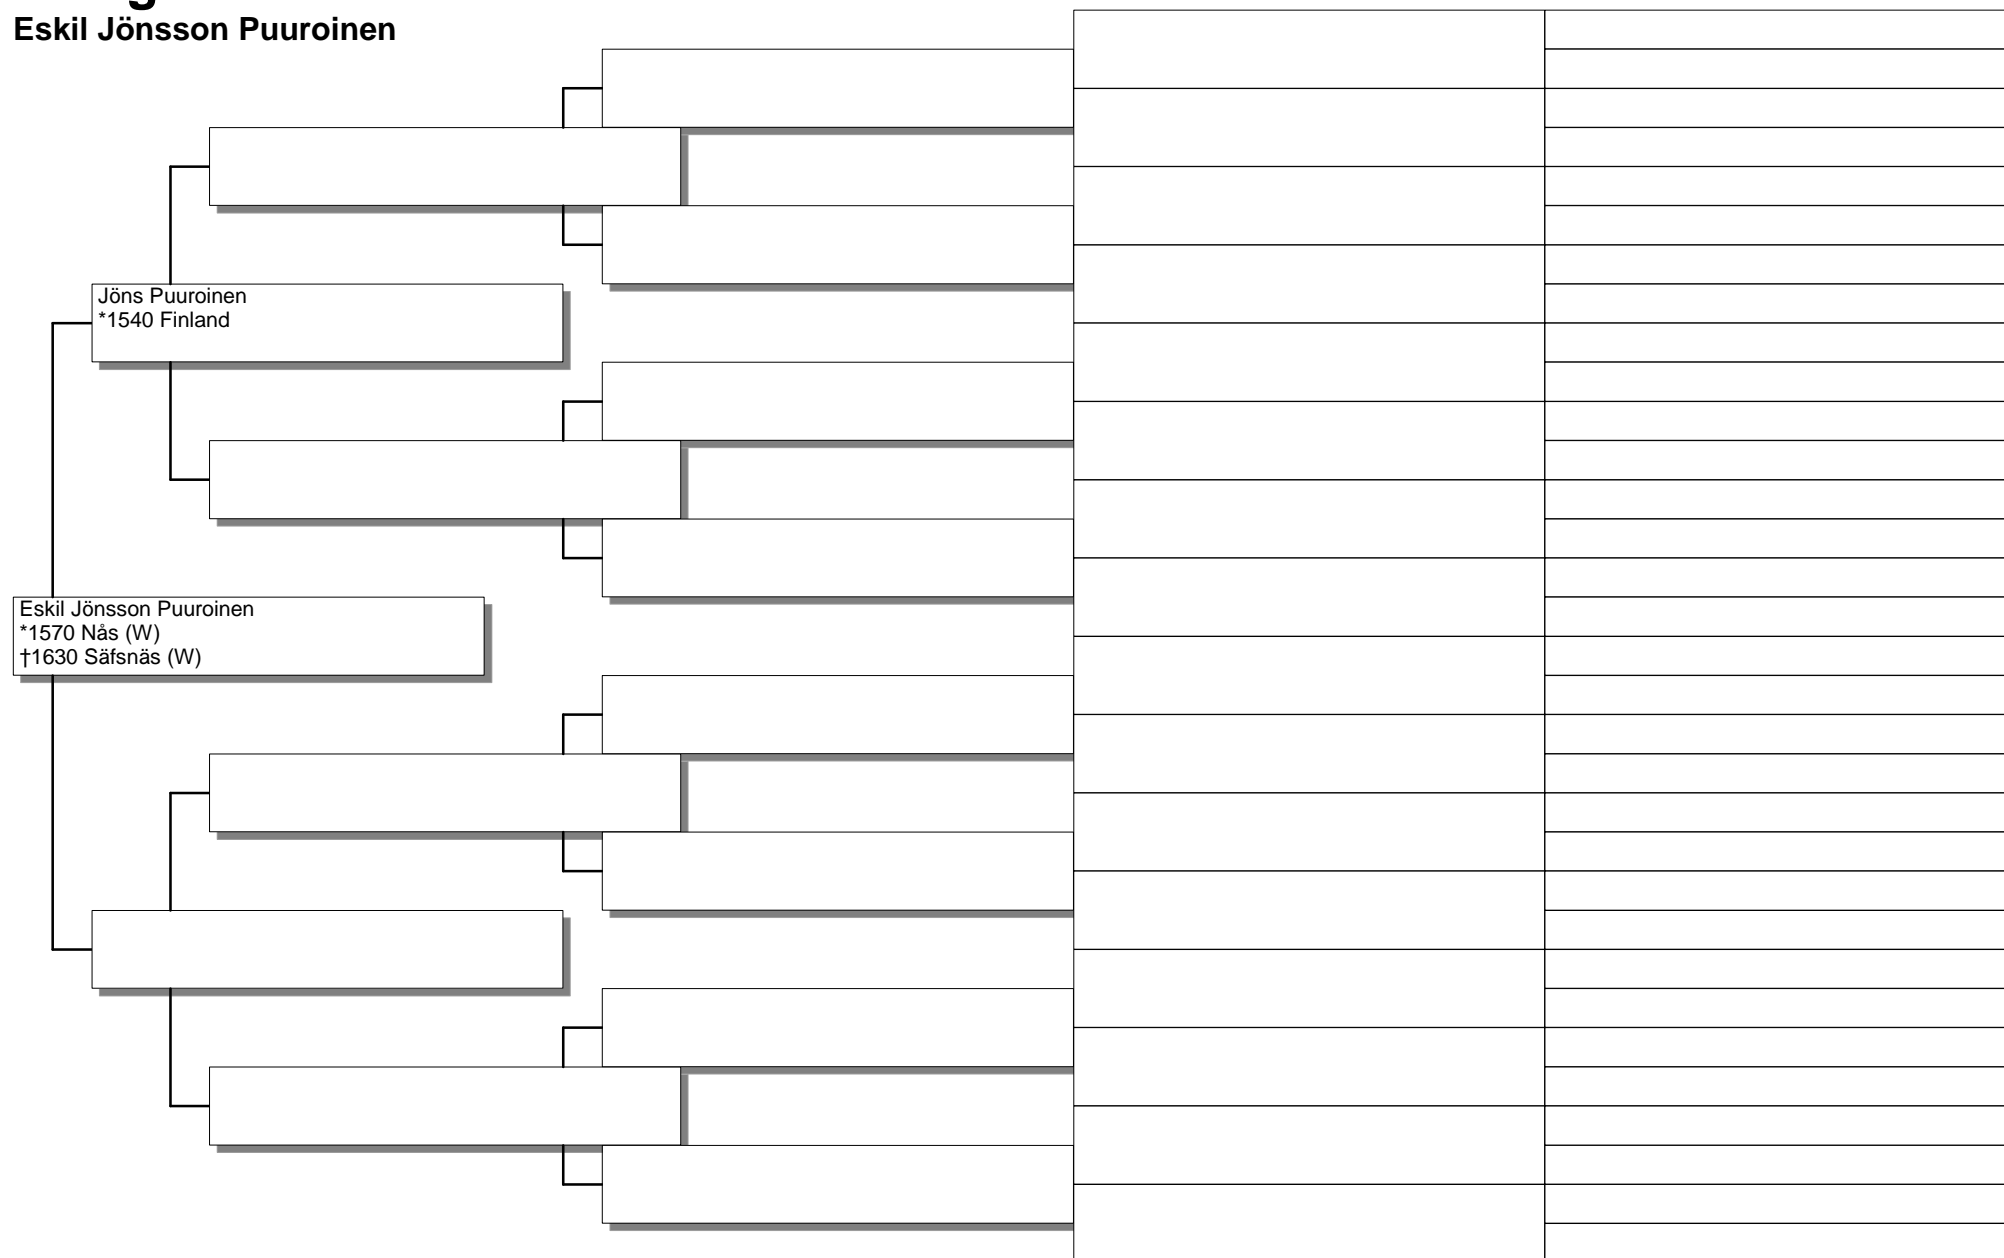 Eskil Jönsson Puuroinen
Jöns Puuroinen
*1540 Finland
Eskil Jönsson Puuroinen
*1570 Nås (W)
†1630 Säfsnäs (W)